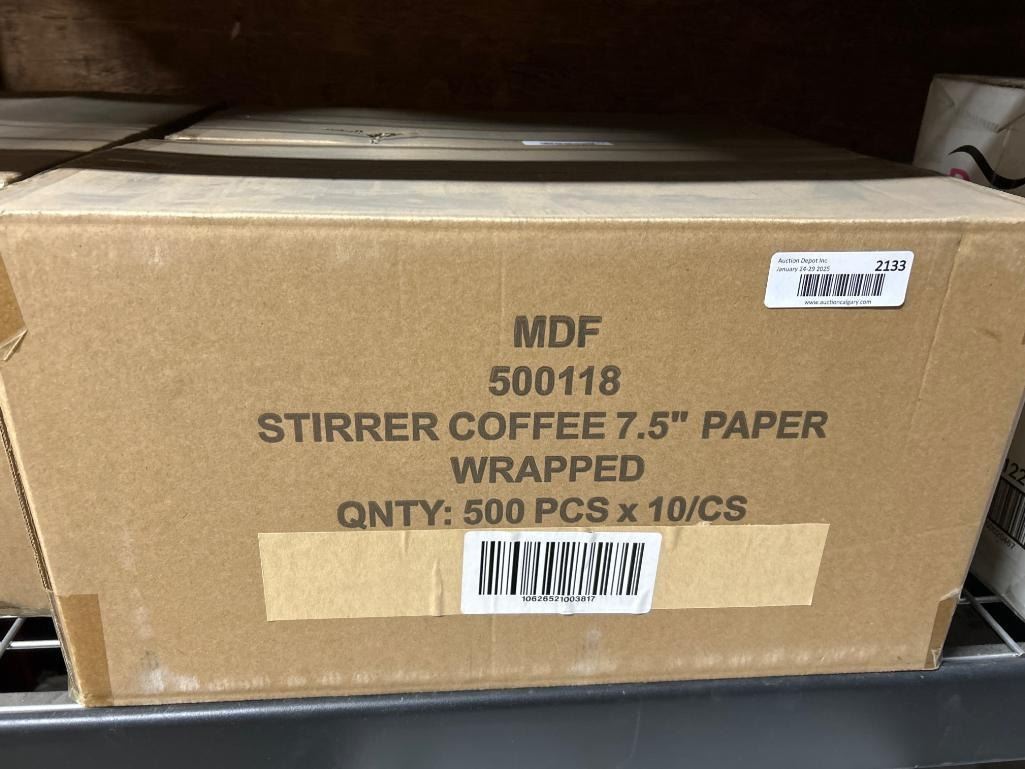 Auction Depot Inc
January 14-19 2025
2133
www.auctioncalgary.com
MDF
500118
STIRRER COFFEE 7.5" PAPER
WRAPPED
QNTY: 500 PCS x 10/CS
10626521003817